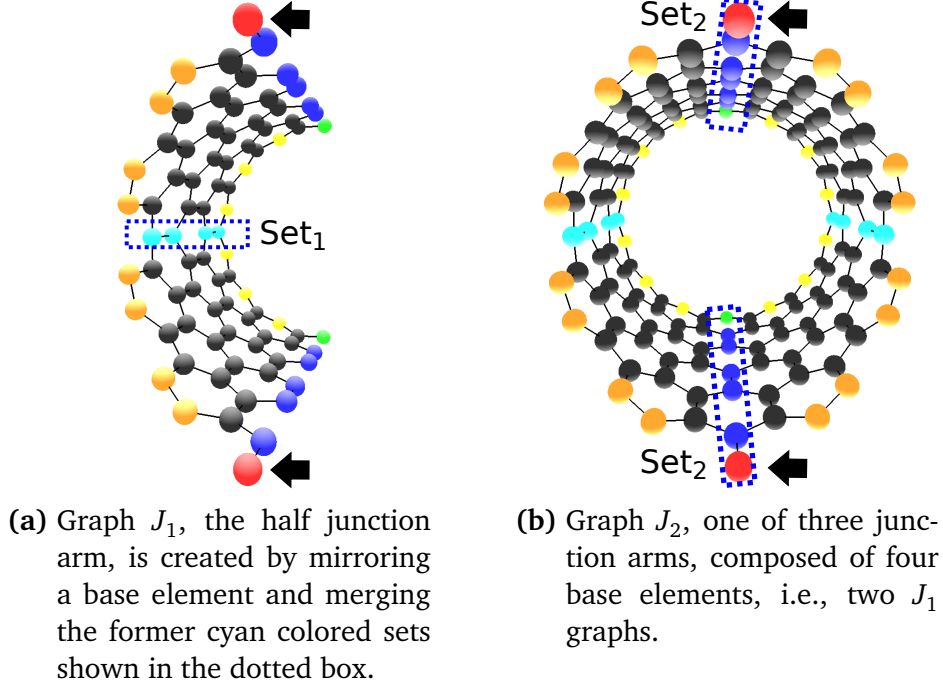 Set₂
Set₁
Set₂
(a) Graph J₁, the half junction
arm, is created by mirroring
a base element and merging
the former cyan colored sets
shown in the dotted box.
(b) Graph J₂, one of three junc-
tion arms, composed of four
base elements, i.e., two J₁
graphs.